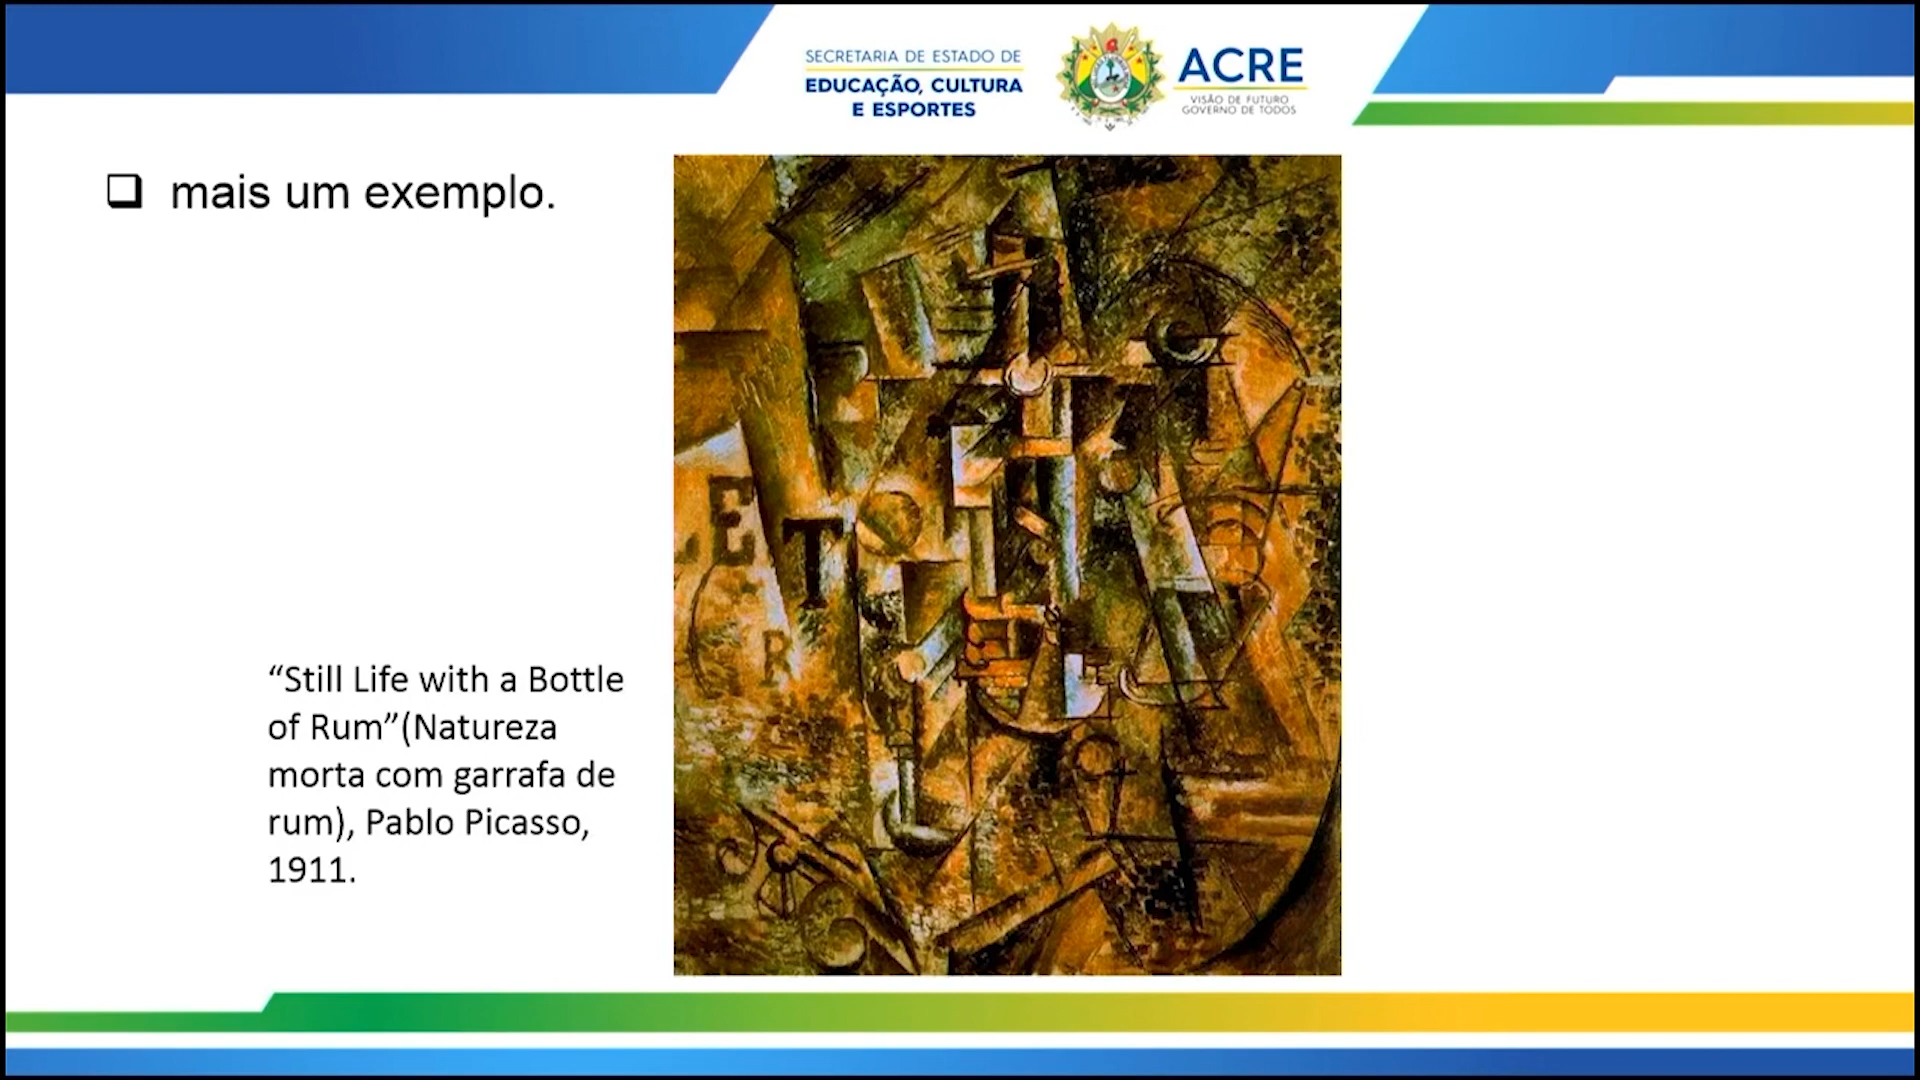 SECRETARIA DE ESTADO DE
EDUCAÇÃO, CULTURA
E ESPORTES
ACRE
VISÃO DE FUTURO
GOVERNO DE TODOS
mais um exemplo.
LE
T
R
“Still Life with a Bottle
of Rum”(Natureza
morta com garrafa de
rum), Pablo Picasso,
1911.